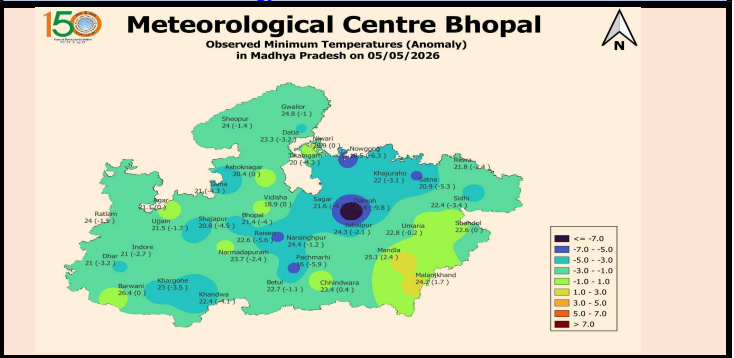 150
Meteorological Centre Bhopal
Observed Minimum Temperatures (Anomaly)
in Madhya Pradesh on 05/05/2026
N
Gwalior
24.8 (-1 )
Sheopur
24 (-1.4 )
Datia
23.3 (-3.2 )
Niwari
Nowgong
Tikamgarh
Rewa
21.8 (-2.4 )
Ashoknagar
20.4 (0 )
Khajuraho
22 (-3.1 )
Satna
20.9 (-5.3 )
Guna
21 (-4.3 )
Sidhi
22.4 (-3.4 )
Vidisha
18.9 (0 )
Sagar
Damoh
Ratlam
24 (-1.5 )
Ujjain
21.5 (-1.7 )
Shajapur
20.8 (-4.5 )
Bhopal
21.4 (-4 )
Jabalpur
24.3 (-2.1 )
Umaria
22.8 (-0.2 )
Shahdol
22.6 (0 )
Raisen
22.6 (-5.6 )
Narsinghpur
24.4 (-1.2 )
Indore
21 (-2.7 )
Dhar
21 (-3.2 )
Narmadapuram
23.7 (-2.4 )
Pachmarhi
16 (-5.9 )
Mandla
25.1 (2.4 )
Malanjkhand
24.7 (1.7 )
Barwani
26.4 (0 )
Khargone
23 (-3.5 )
Khandwa
22.4 (-4.1 )
Betul
22.7 (-1.1 )
Chhindwara
23.4 (0.4 )
<= -7.0
-7.0 - -5.0
-5.0 - -3.0
-3.0 - -1.0
-1.0 - 1.0
1.0 - 3.0
3.0 - 5.0
5.0 - 7.0
> 7.0